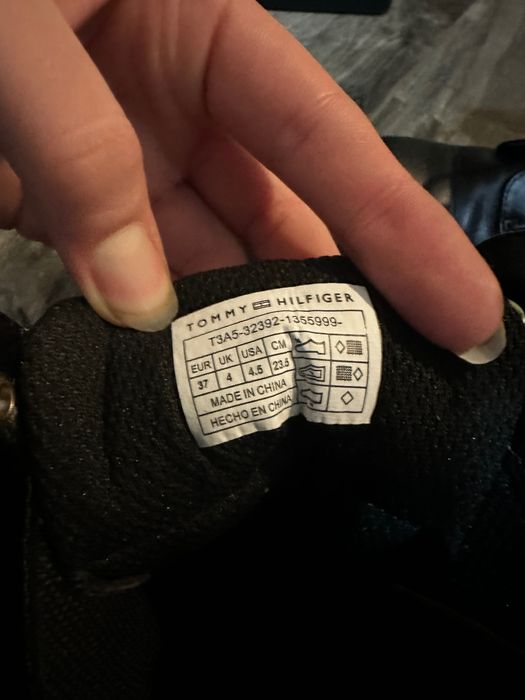 TOMMY HILFIGER
T3A5-32392-1355999-
EUR UK USA CM
37 4 4.5 23.5
MADE IN CHINA
HECHO EN CHINA